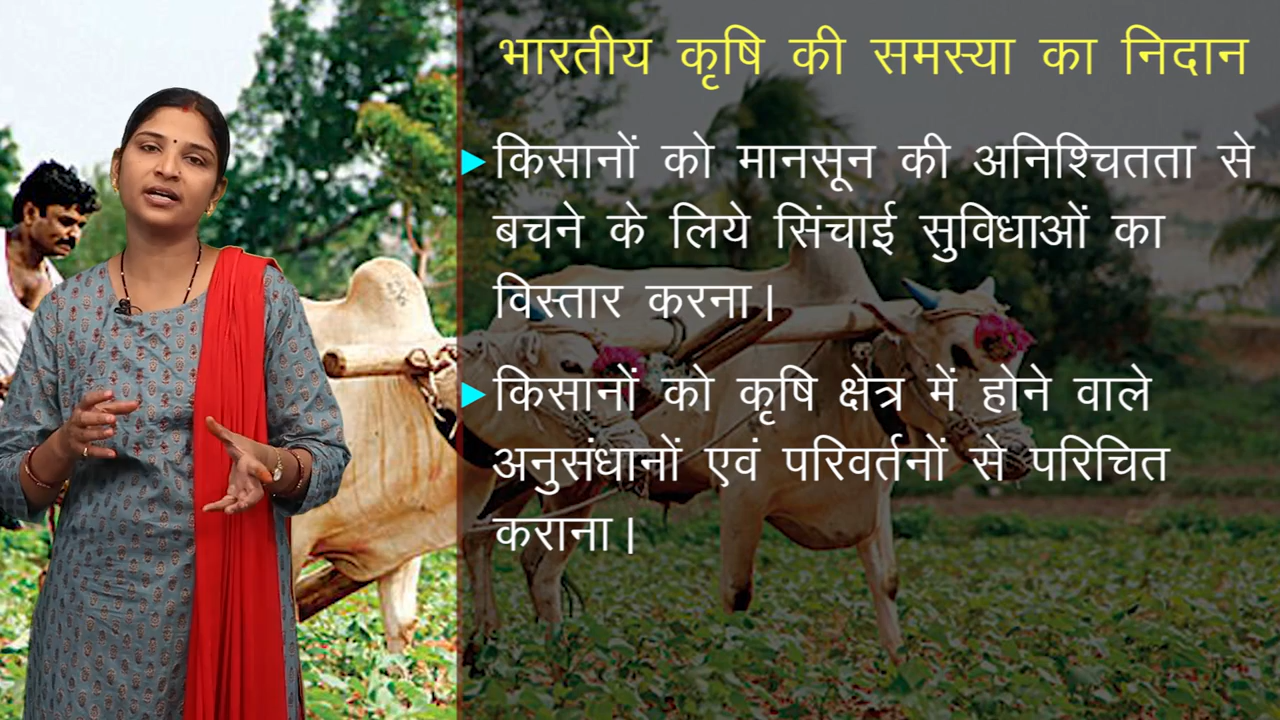 भारतीय कृषि की समस्या का निदान
किसानों को मानसून की अनिश्चितता से
बचने के लिये सिंचाई सुविधाओं का
विस्तार करना।
किसानों को कृषि क्षेत्र में होने वाले
अनुसंधानों एवं परिवर्तनों से परिचित
कराना।